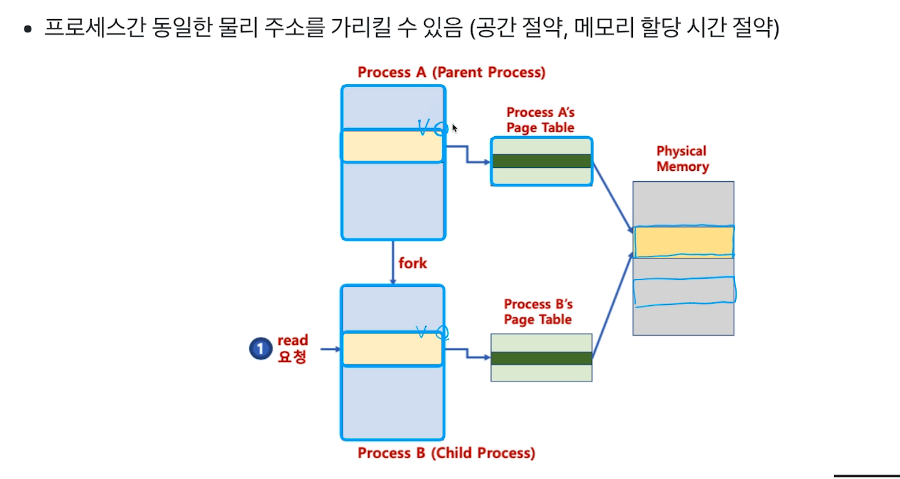 • 프로세스간 동일한 물리 주소를 가리킬 수 있음 (공간 절약, 메모리 할당 시간 절약)
Process A (Parent Process)
Process A's
Page Table
Physical
Memory
fork
Process B's
Page Table
1
read
요청
Process B (Child Process)